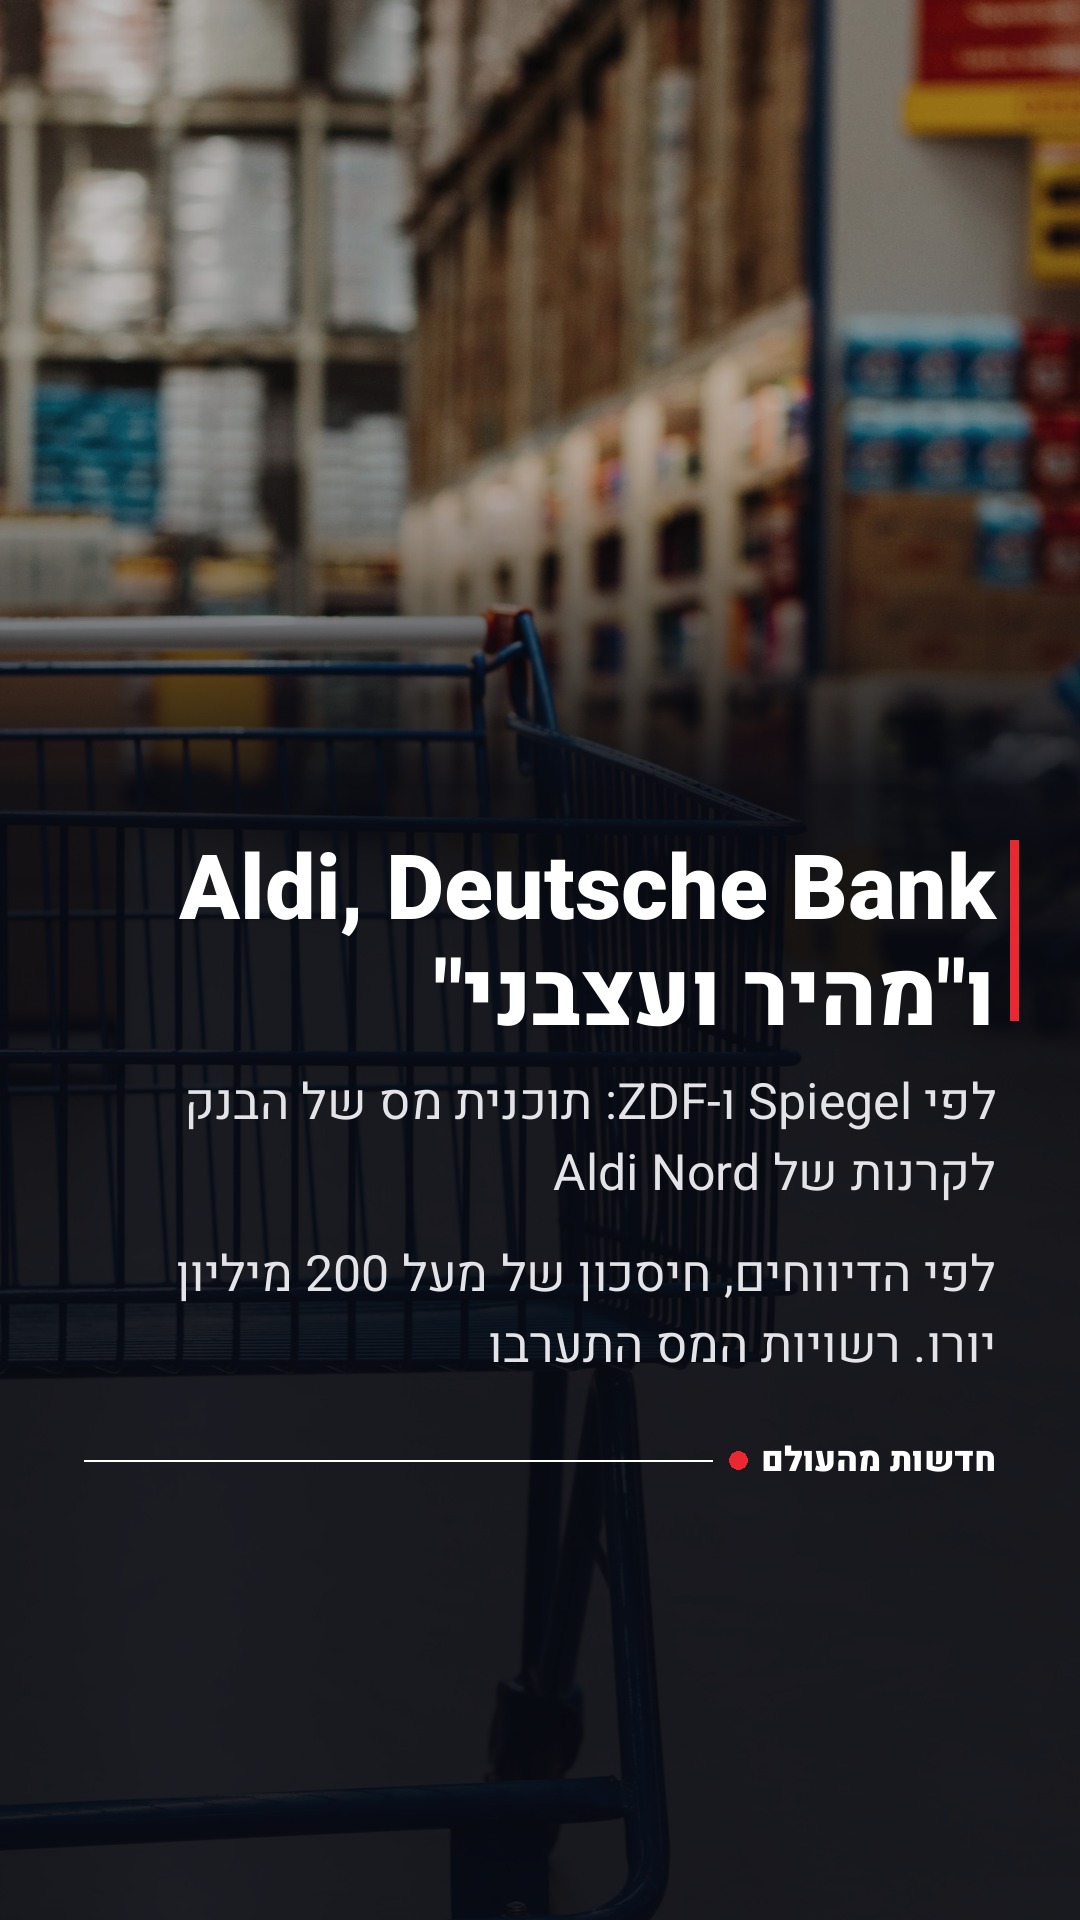 Aldi, Deutsche Bank
ו"מהיר ועצבני"
לפי Spiegel ו-ZDF: תוכנית מס של הבנק
לקרנות של Aldi Nord
לפי הדיווחים, חיסכון של מעל 200 מיליון
יורו. רשויות המס התערבו
חדשות מהעולם